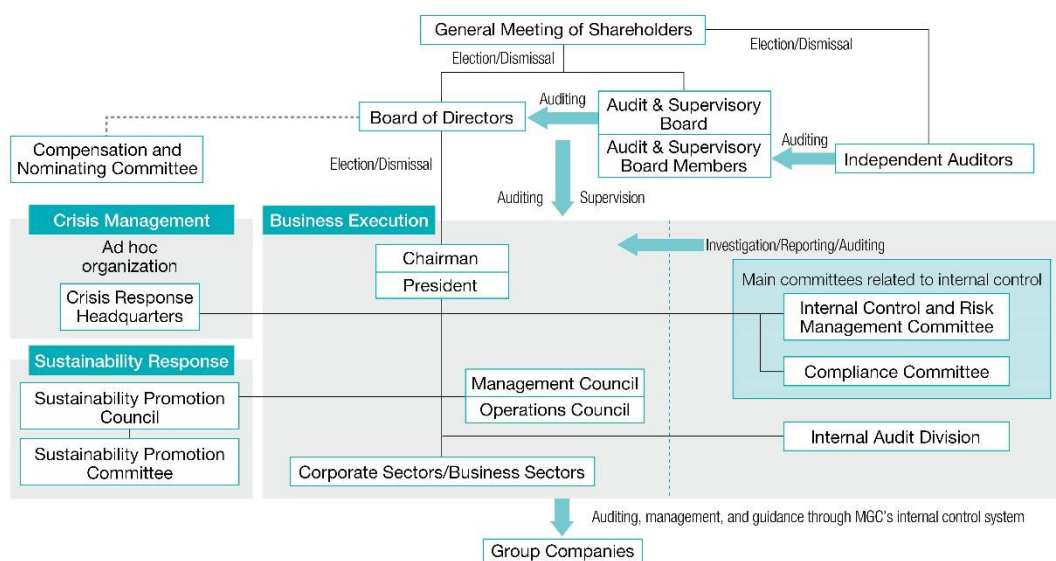 General Meeting of Shareholders
Election/Dismissal
Election/Dismissal
Auditing
Board of Directors
Audit & Supervisory
Board
Audit & Supervisory
Board Members
Auditing
Independent Auditors
Compensation and
Nominating Committee
Election/Dismissal
Auditing
Supervision
Crisis Management
Ad hoc
organization
Crisis Response
Headquarters
Business Execution
Chairman
President
Investigation/Reporting/Auditing
Main committees related to internal control
Internal Control and Risk
Management Committee
Compliance Committee
Sustainability Response
Sustainability Promotion
Council
Sustainability Promotion
Committee
Management Council
Operations Council
Internal Audit Division
Corporate Sectors/Business Sectors
Auditing, management, and guidance through MGC's internal control system
Group Companies